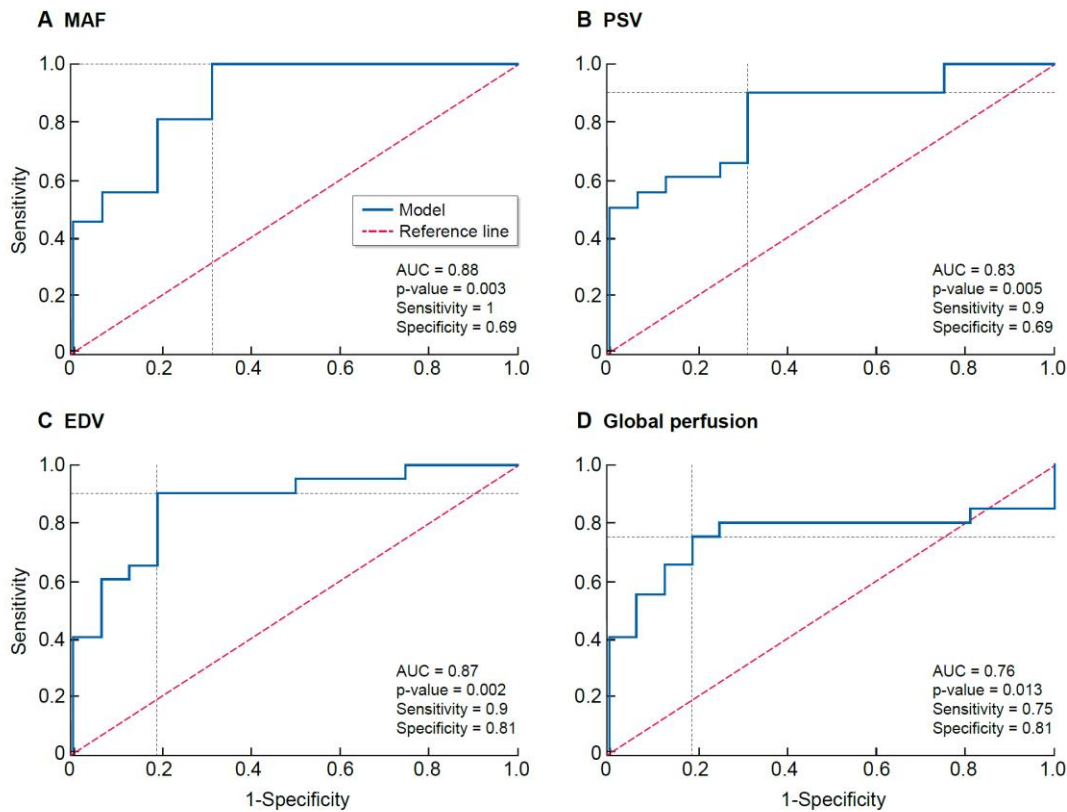 A MAF
1.0
0.8
0.6
0.4
0.2
0
Sensitivity
Model
Reference line
AUC = 0.88
p-value = 0.003
Sensitivity = 1
Specificity = 0.69
0 0.2 0.4 0.6 0.8 1.0
B PSV
1.0
0.8
0.6
0.4
0.2
0
AUC = 0.83
p-value = 0.005
Sensitivity = 0.9
Specificity = 0.69
0 0.2 0.4 0.6 0.8 1.0
C EDV
1.0
0.8
0.6
0.4
0.2
0
Sensitivity
AUC = 0.87
p-value = 0.002
Sensitivity = 0.9
Specificity = 0.81
0 0.2 0.4 0.6 0.8 1.0
1-Specificity
D Global perfusion
1.0
0.8
0.6
0.4
0.2
0
AUC = 0.76
p-value = 0.013
Sensitivity = 0.75
Specificity = 0.81
0 0.2 0.4 0.6 0.8 1.0
1-Specificity